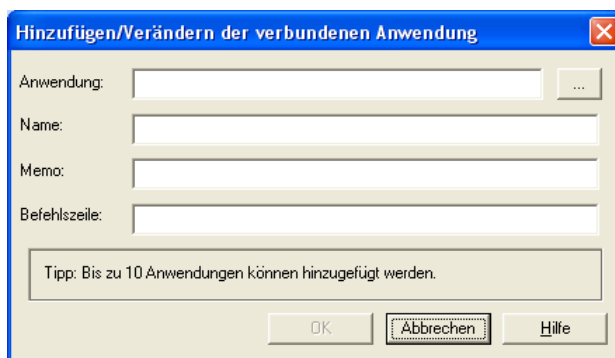 Hinzufügen/Verändern der verbundenen Anwendung
Anwendung:
...
Name:
Memo:
Befehlszeile:
Tipp: Bis zu 10 Anwendungen können hinzugefügt werden.
OK Abbrechen Hilfe